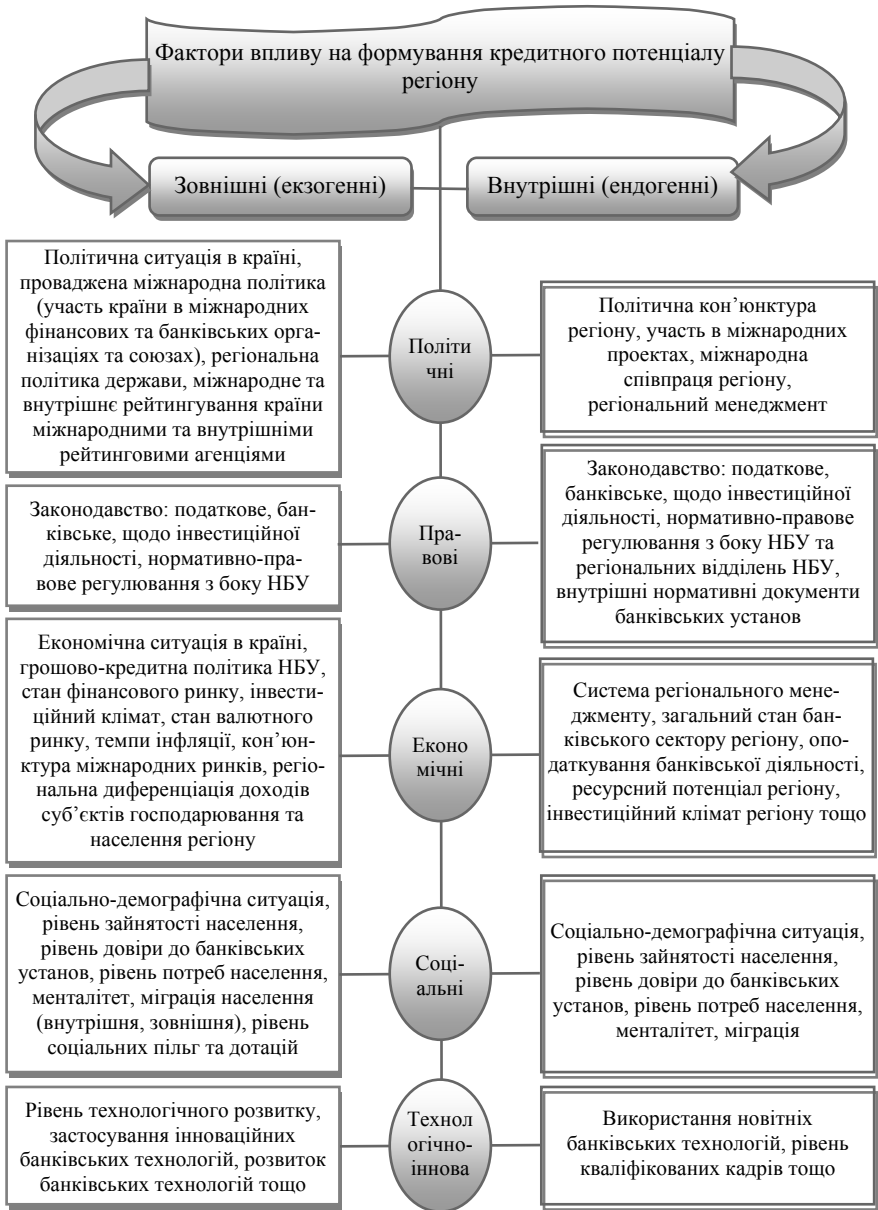 Фактори впливу на формування кредитного потенціалу
регіону
Зовнішні (екзогенні)
Внутрішні (ендогенні)
Політична ситуація в країні,
проваджена міжнародна політика
(участь країни в міжнародних
фінансових та банківських орга-
нізаціях та союзах), регіональна
політика держави, міжнародне та
внутрішнє рейтингування країни
міжнародними та внутрішніми
рейтинговими агенціями
Політи
чні
Політична кон’юнктура
регіону, участь в міжнародних
проектах, міжнародна
співпраця регіону,
регіональний менеджмент
Законодавство: податкове, бан-
ківське, щодо інвестиційної
діяльності, нормативно-пра-
вове регулювання з боку НБУ
Пра-
вові
Законодавство: податкове,
банківське, щодо інвестиційної
діяльності, нормативно-правове
регулювання з боку НБУ та
регіональних відділень НБУ,
внутрішні нормативні документи
банківських установ
Економічна ситуація в країні,
грошово-кредитна політика НБУ,
стан фінансового ринку, інвести-
ційний клімат, стан валютного
ринку, темпи інфляції, кон’юн-
ктура міжнародних ринків, регіо-
нальна диференціація доходів
суб’єктів господарювання та
населення регіону
Еконо
мічні
Система регіонального мене-
джменту, загальний стан бан-
ківського сектору регіону, опо-
даткування банківської діяльності,
ресурсний потенціал регіону,
інвестиційний клімат регіону тощо
Соціально-демографічна ситуація,
рівень зайнятості населення,
рівень довіри до банківських
установ, рівень потреб населення,
менталітет, міграція населення
(внутрішня, зовнішня), рівень
соціальних пільг та дотацій
Соці-
альні
Соціально-демографічна ситуація,
рівень зайнятості населення,
рівень довіри до банківських
установ, рівень потреб населення,
менталітет, міграція
Рівень технологічного розвитку,
застосування інноваційних
банківських технологій, розвиток
банківських технологій тощо
Технол
огічно-
іннова
Використання новітніх
банківських технологій, рівень
кваліфікованих кадрів тощо